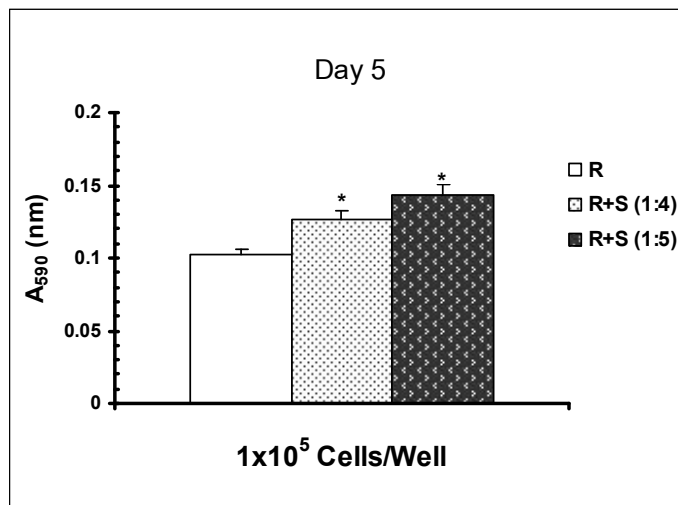 Day 5
0.2
0.15
0.1
0.05
0
A₅₉₀ (nm)
*
*
R
R+S (1:4)
R+S (1:5)
1x10⁵ Cells/Well